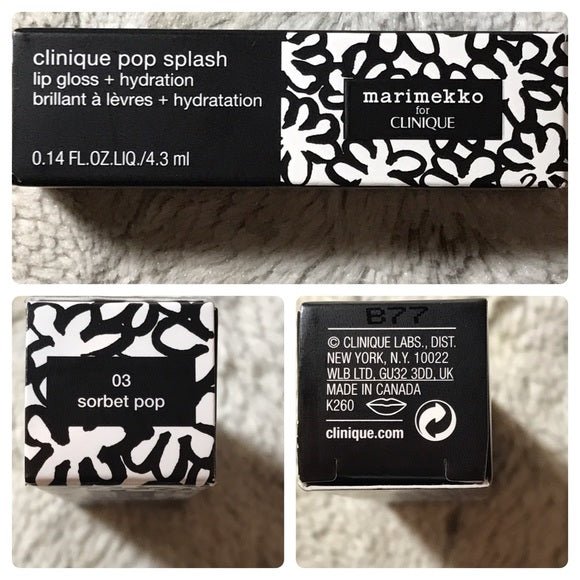 clinique pop splash
lip gloss + hydration
brillant à lèvres + hydratation
0.14 FL.OZ.LIQ./4.3 ml
marimekko
for
CLINIQUE
03
sorbet pop
B77
© CLINIQUE LABS., DIST.
NEW YORK, N.Y. 10022
WLB LTD, GU32 3DD, UK
MADE IN CANADA
K260
clinique.com